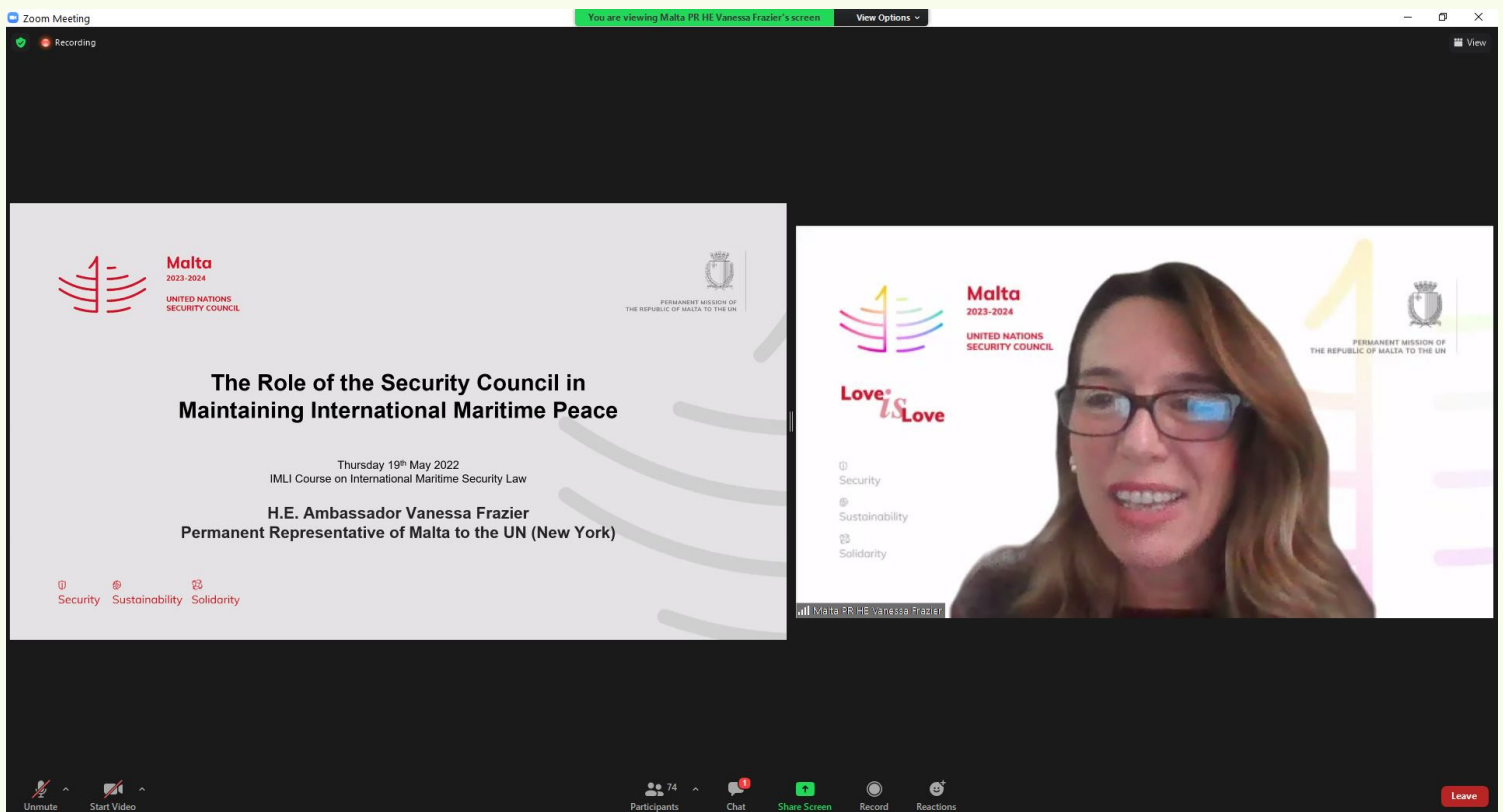 Zoom Meeting
You are viewing Malta PR HE Vanessa Frazier's screen
View Options
Recording
View
Malta
2023-2024
UNITED NATIONS
SECURITY COUNCIL
PERMANENT MISSION OF
THE REPUBLIC OF MALTA TO THE UN
The Role of the Security Council in
Maintaining International Maritime Peace
Thursday 19th May 2022
IMLI Course on International Maritime Security Law
H.E. Ambassador Vanessa Frazier
Permanent Representative of Malta to the UN (New York)
Security Sustainability Solidarity
Malta
2023-2024
UNITED NATIONS
SECURITY COUNCIL
PERMANENT MISSION OF
THE REPUBLIC OF MALTA TO THE UN
Love is Love
Security
Sustainability
Solidarity
Malta PR HE Vanessa Frazier
Unmute
Start Video
74
Participants
1
Chat
Share Screen
Record
Reactions
Leave